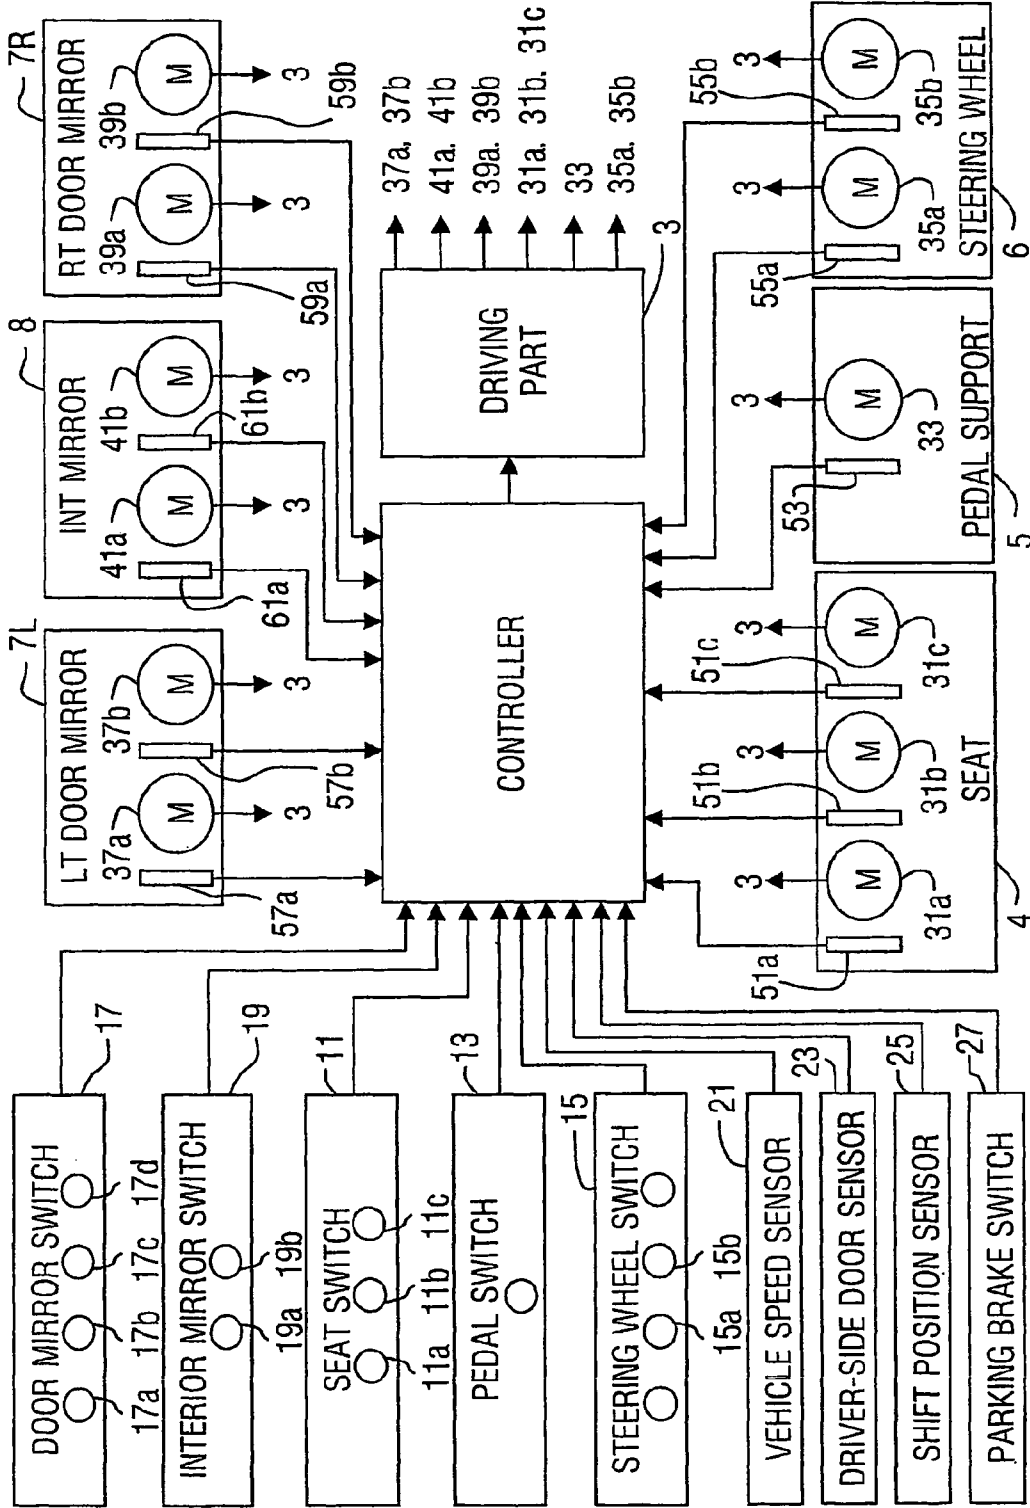 DOOR MIRROR SWITCH
17a
17b
17c
17d
17
INTERIOR MIRROR SWITCH
19a
19b
19
SEAT SWITCH
11a
11b
11c
11
PEDAL SWITCH
13
STEERING WHEEL SWITCH
15a
15b
15
VEHICLE SPEED SENSOR
21
DRIVER-SIDE DOOR SENSOR
23
SHIFT POSITION SENSOR
25
PARKING BRAKE SWITCH
27
7L
LT DOOR MIRROR
37a
37b
M
M
57a
3
57b
3
8
INT MIRROR
41a
41b
M
M
61a
3
61b
3
7R
RT DOOR MIRROR
39a
39b
M
M
59a
3
59b
3
CONTROLLER
DRIVING
PART
3
37a. 37b
41a. 41b
39a. 39b
31a. 31b. 31c
33
35a. 35b
51a
3
51b
3
51c
3
M
M
M
31a
31b
31c
SEAT
4
53
3
M
33
PEDAL SUPPORT
5
55a
3
55b
3
M
M
35a
35b
STEERING WHEEL
6